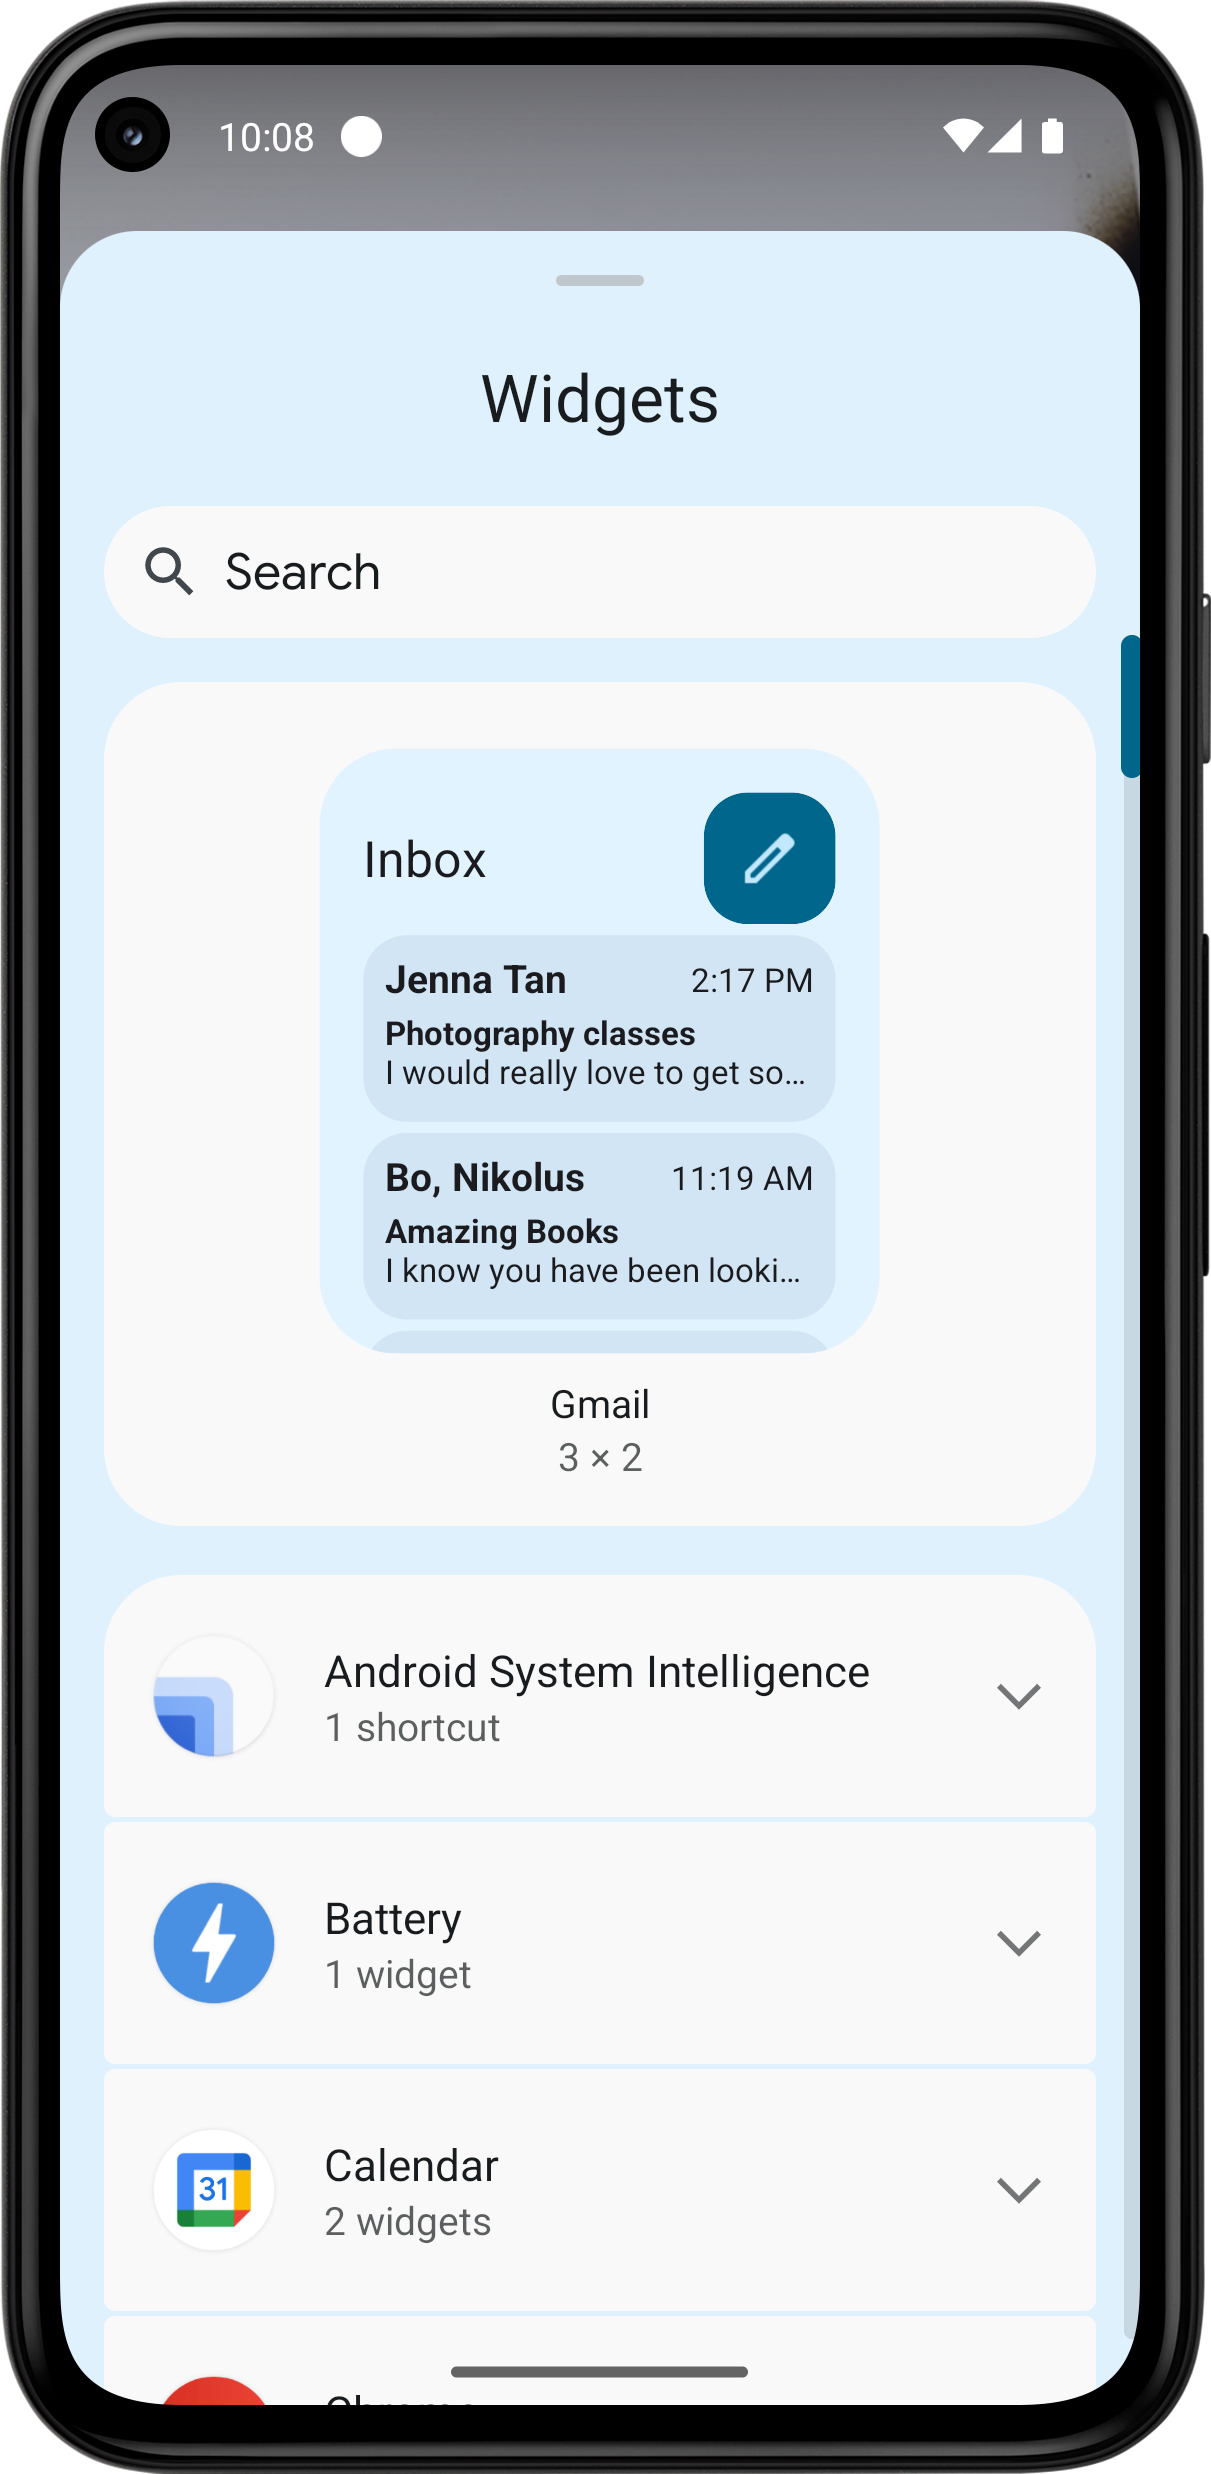 10:08
Widgets
Search
Inbox
Jenna Tan 2:17 PM
Photography classes
I would really love to get so...
Bo, Nikolus 11:19 AM
Amazing Books
I know you have been looki...
Gmail
3 × 2
Android System Intelligence
1 shortcut
Battery
1 widget
31
Calendar
2 widgets
Chrome